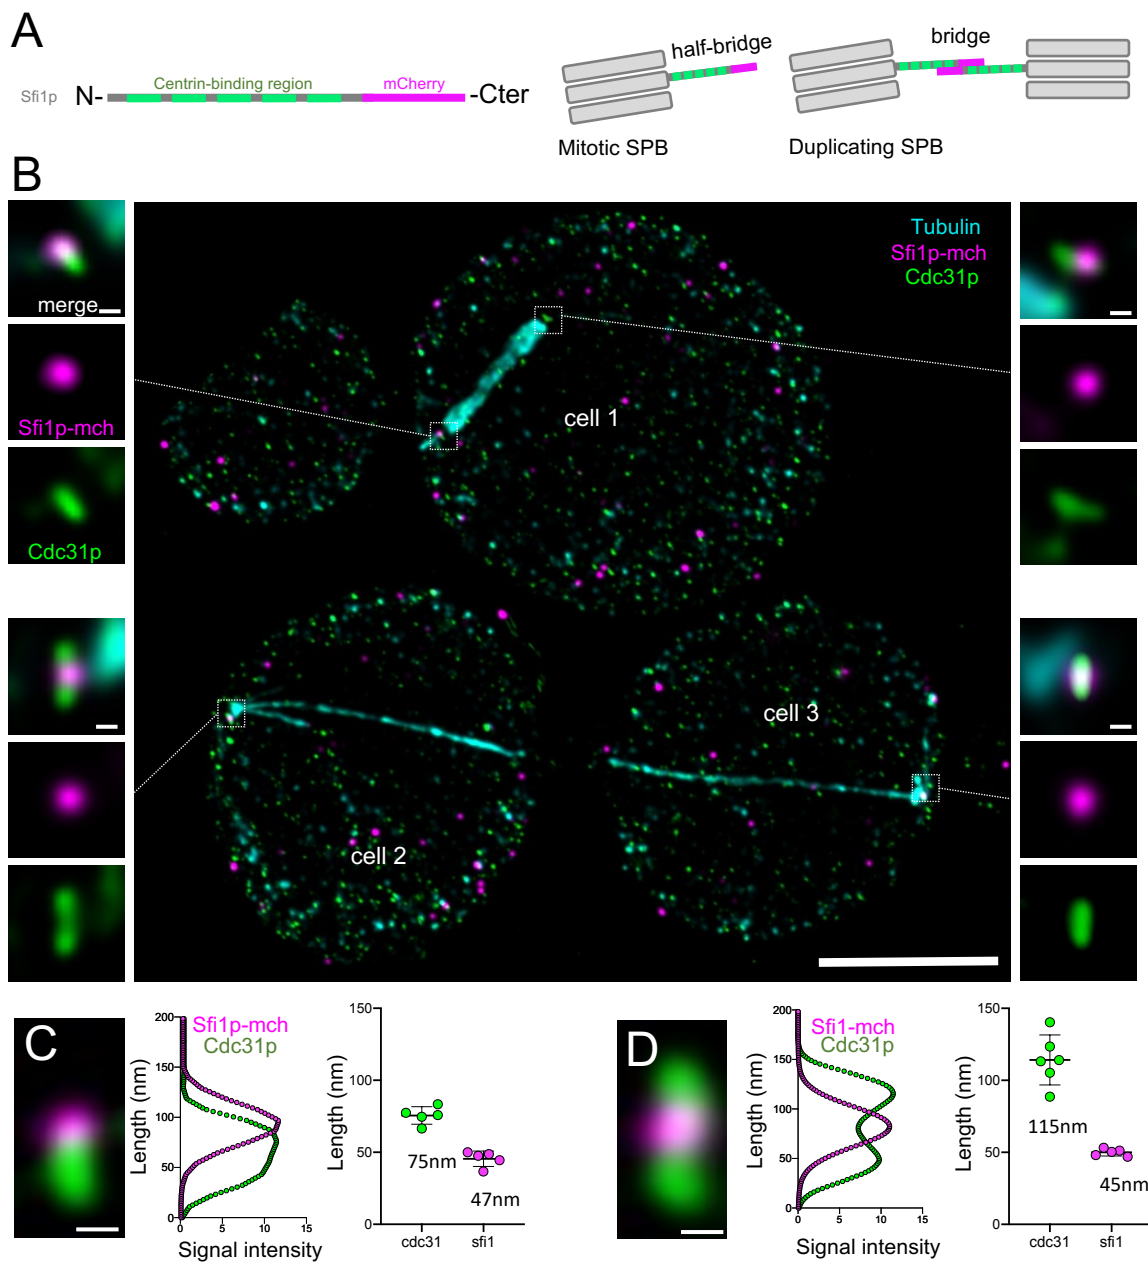 A
Sfi1p
N-
Centrin-binding region
mCherry
-Cter
half-bridge
bridge
Mitotic SPB
Duplicating SPB
B
merge
Sfi1p-mch
Cdc31p
Tubulin
Sfi1p-mch
Cdc31p
cell 1
cell 2
cell 3
C
Sfi1p-mch
Cdc31p
Length (nm)
200
150
100
50
0
0 5 10 15
Signal intensity
Length (nm)
150
100
50
0
75nm
47nm
cdc31 sfi1
D
Sfi1-mch
Cdc31p
Length (nm)
200
150
100
50
0
0 5 10 15
Signal intensity
Length (nm)
150
100
50
0
115nm
45nm
cdc31 sfi1